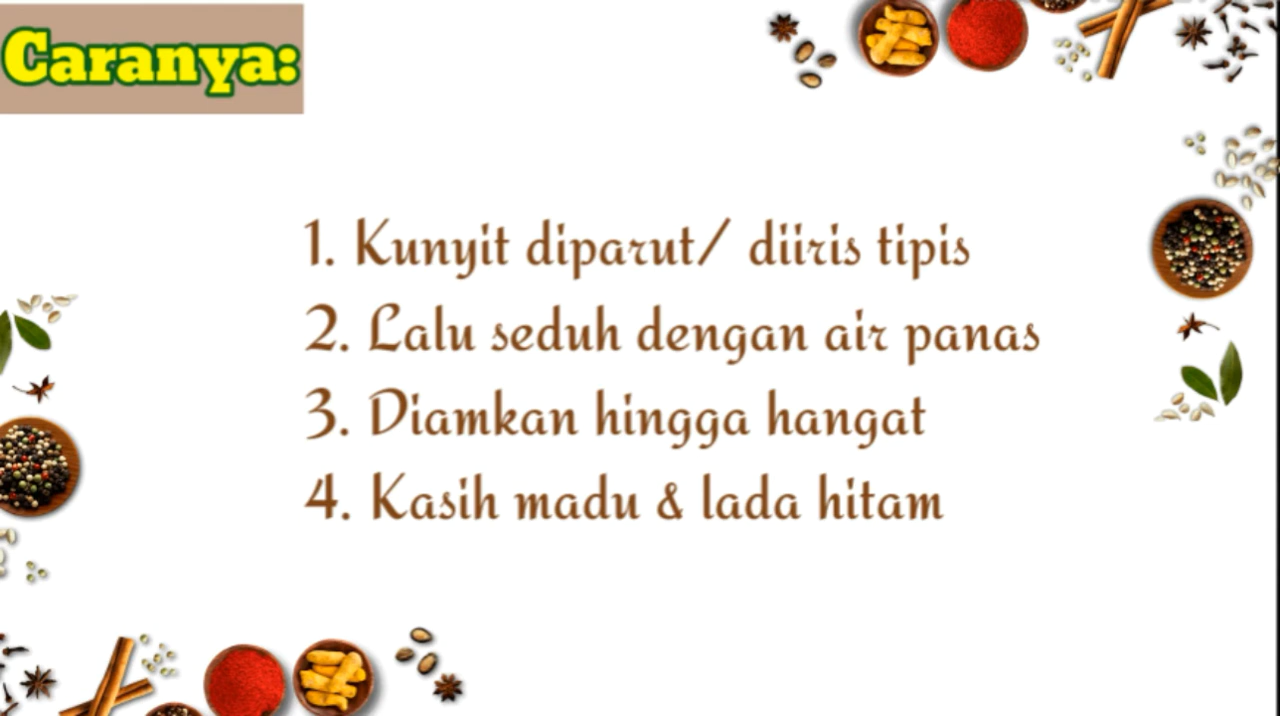 Caranya:
1. Kunyit diparut/ diiris tipis
2. Lalu seduh dengan air panas
3. Diamkan hingga hangat
4. Kasih madu & lada hitam